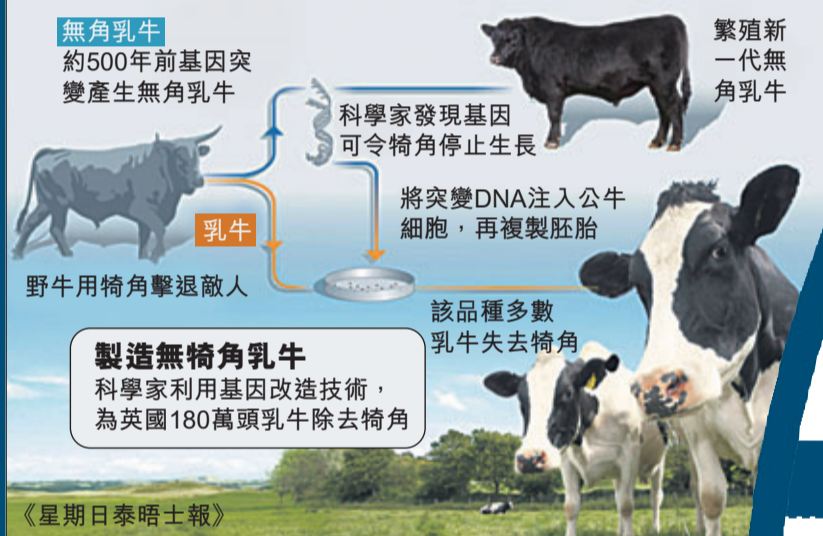 無角乳牛
約500年前基因突
變產生無角乳牛
科學家發現基因
可令犄角停止生長
繁殖新
一代無
角乳牛
將突變DNA注入公牛
細胞，再複製胚胎
乳牛
野牛用犄角擊退敵人
該品種多數
乳牛失去犄角
製造無犄角乳牛
科學家利用基因改造技術，
為英國180萬頭乳牛除去犄角
《星期日泰晤士報》